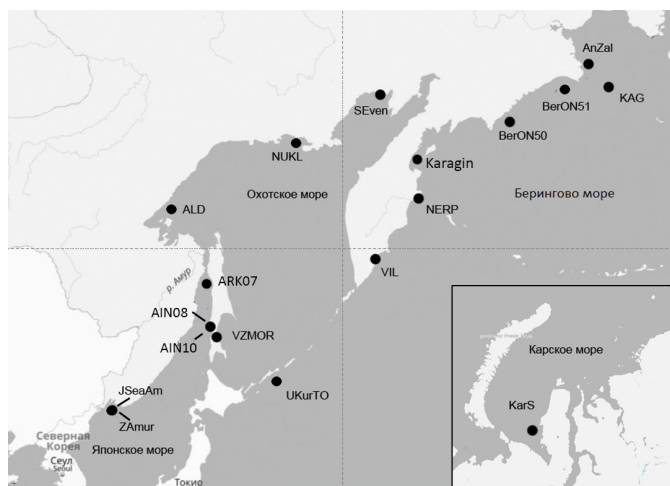 AnZal
KAG
BerON51
SEven
BerON50
NUKL
Karagin
Охотское море
Берингово море
ALD
NERP
VIL
р. Амур
ARK07
AIN08
VZMOR
AIN10
Карское море
JSeaAm
UKurTO
KarS
ZAmur
Северная
Корея
Японское море
Сеул
Seoul
Токио